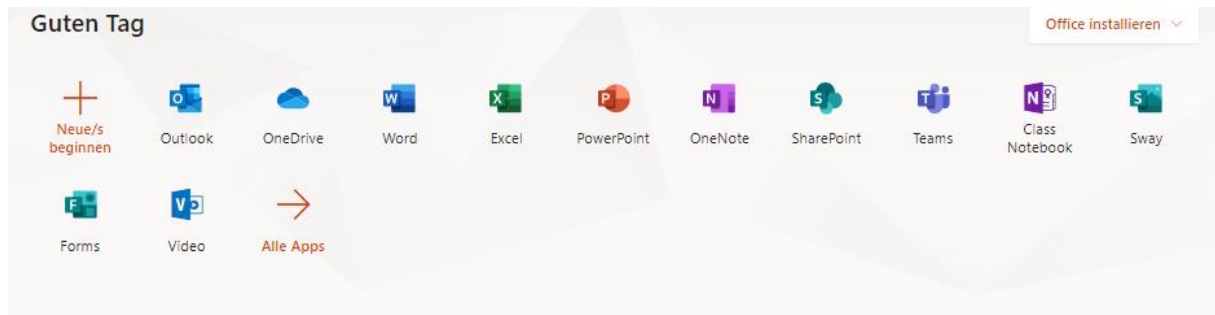 Guten Tag
Office installieren
Neue/s
beginnen
Outlook
OneDrive
Word
Excel
PowerPoint
OneNote
SharePoint
Teams
Class
Notebook
Sway
Forms
Video
Alle Apps